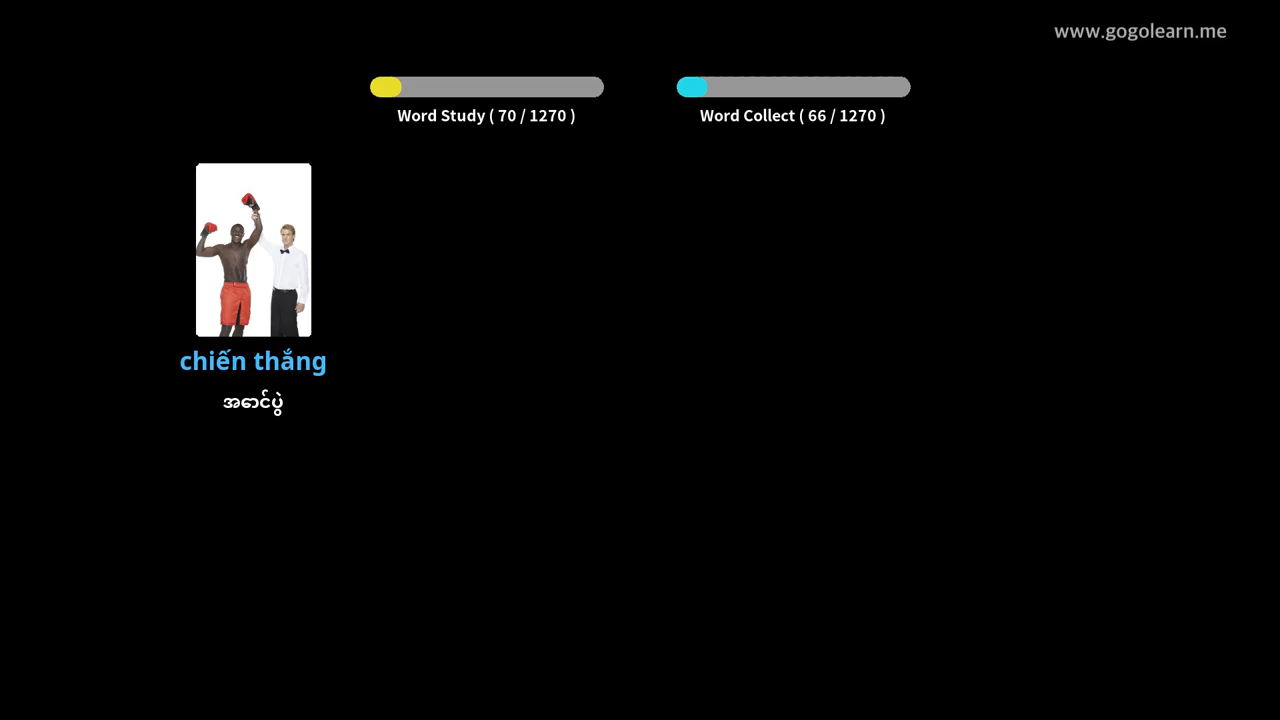 www.gogolearn.me
Word Study ( 70 / 1270 )
Word Collect ( 66 / 1270 )
chiến thắng
အောင်ပွဲ